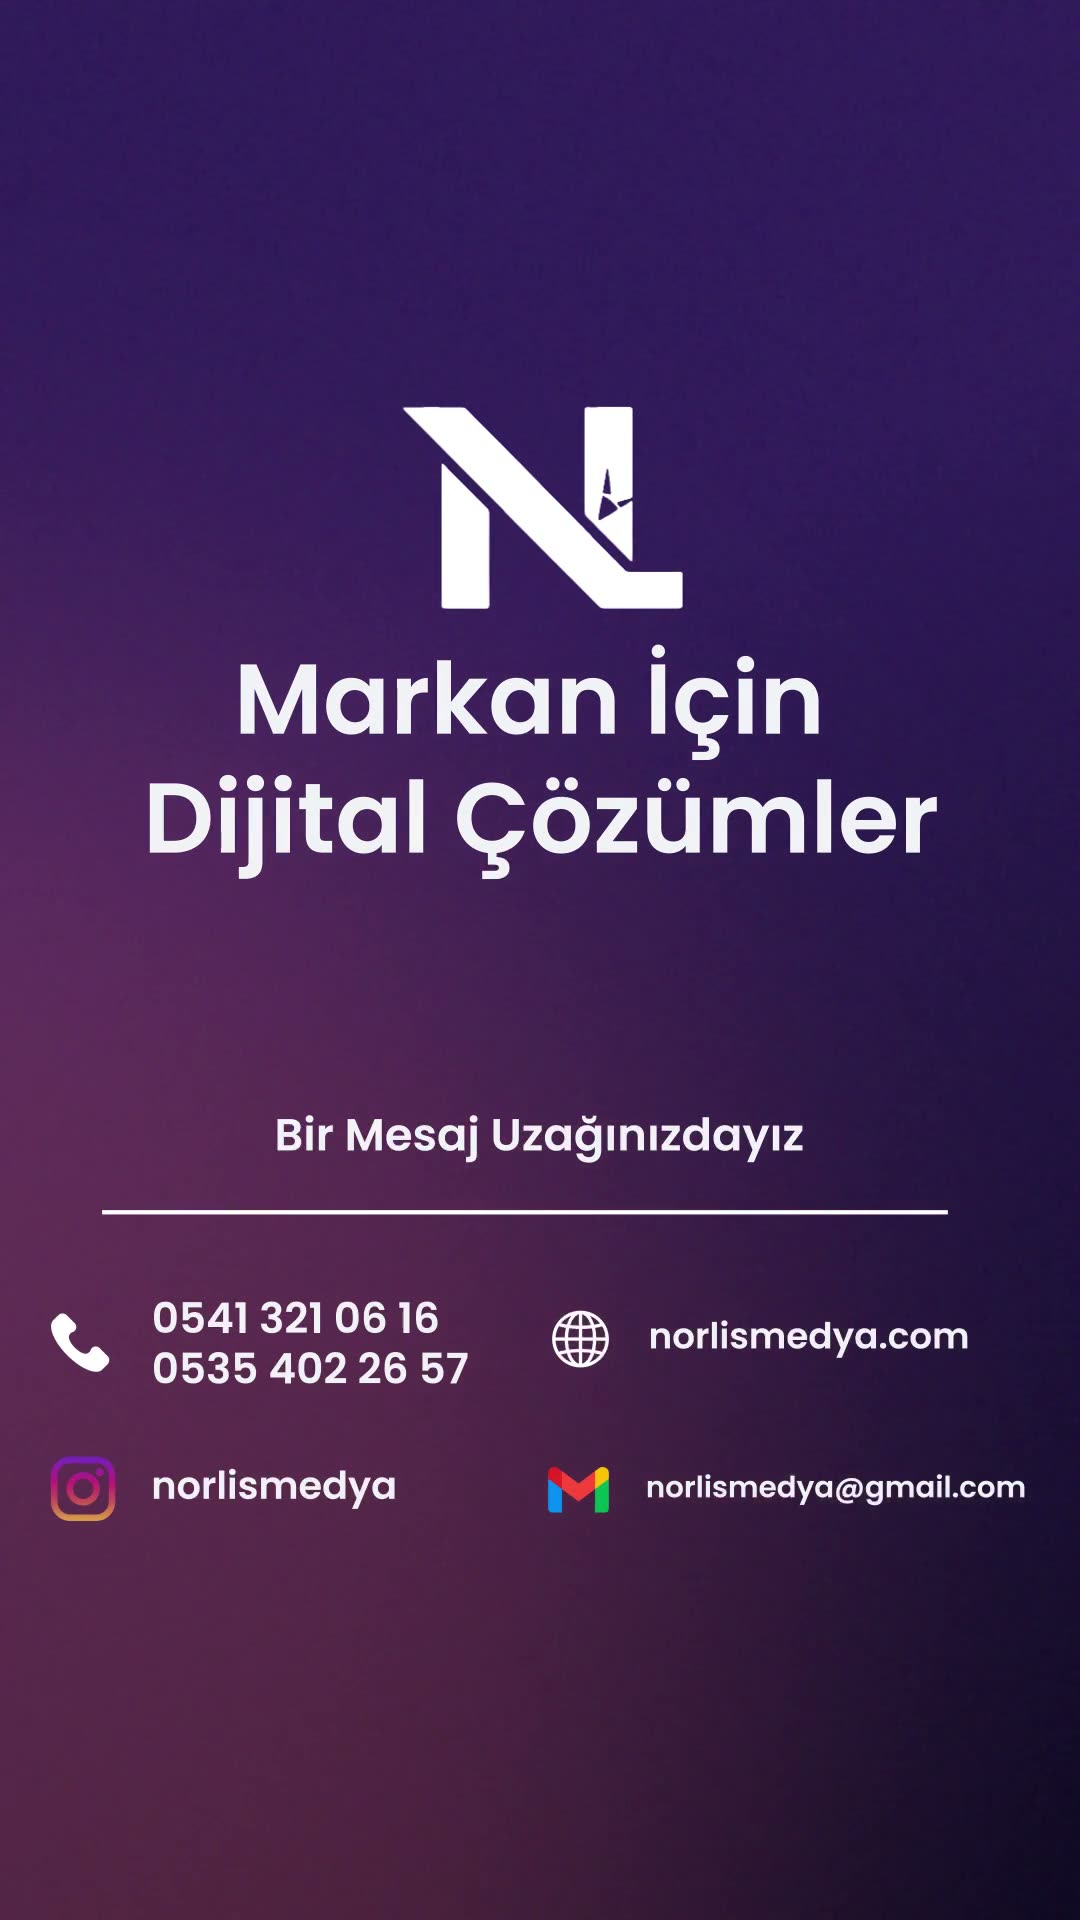 NL
Markan İçin
Dijital Çözümler
Bir Mesaj Uzağınızdayız
0541 321 06 16
0535 402 26 57
norlismedya.com
norlismedya
norlismedya@gmail.com